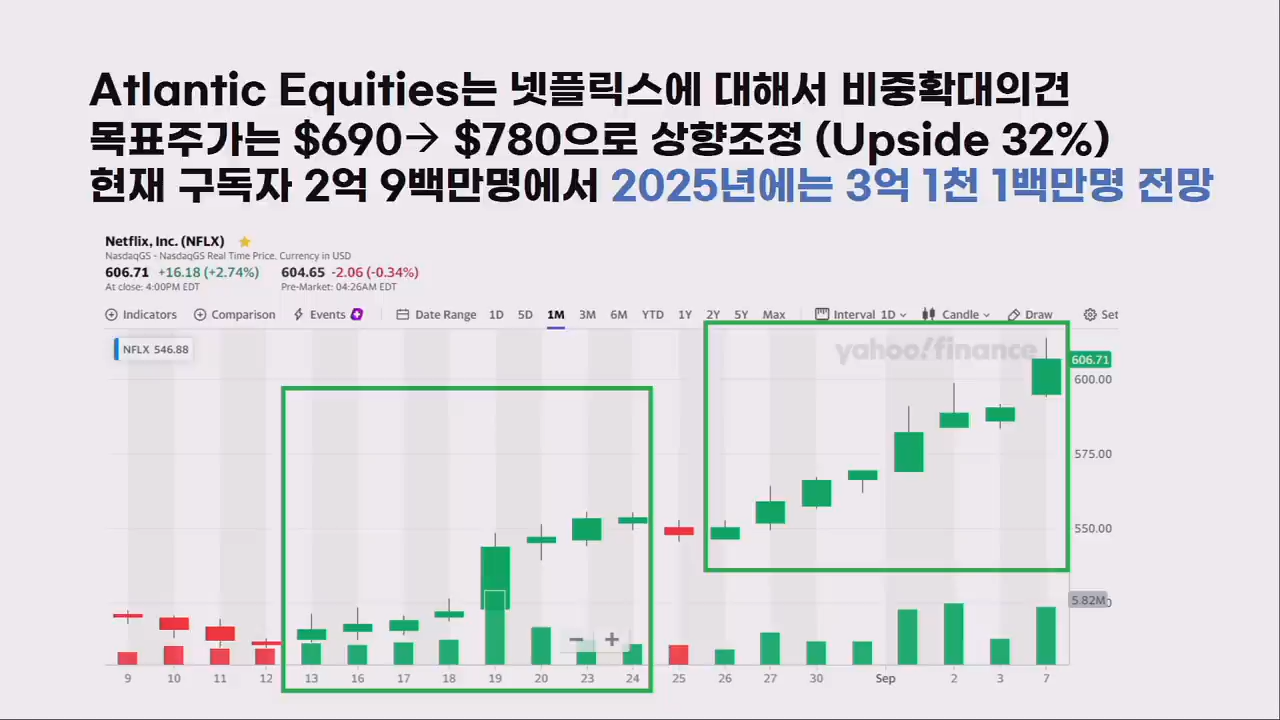 Atlantic Equities는 넷플릭스에 대해서 비중확대의견
목표주가는 $690→ $780으로 상향조정 (Upside 32%)
현재 구독자 2억 9백만명에서 2025년에는 3억 1천 1백만명 전망
Netflix, Inc. (NFLX)
NasdaqGS - NasdaqGS Real Time Price. Currency in USD
606.71 +16.18 (+2.74%) 604.65 -2.06 (-0.34%)
At close: 4:00PM EDT Pre-Market: 04:26AM EDT
Indicators Comparison Events Date Range 1D 5D 1M 3M 6M YTD 1Y 2Y 5Y Max Interval 1D Candle Draw Set
NFLX 546.88
yahoo!finance
606.71
600.00
575.00
550.00
5.82M
9 10 11 12 13 16 17 18 19 20 23 24 25 26 27 30 Sep 2 3 7